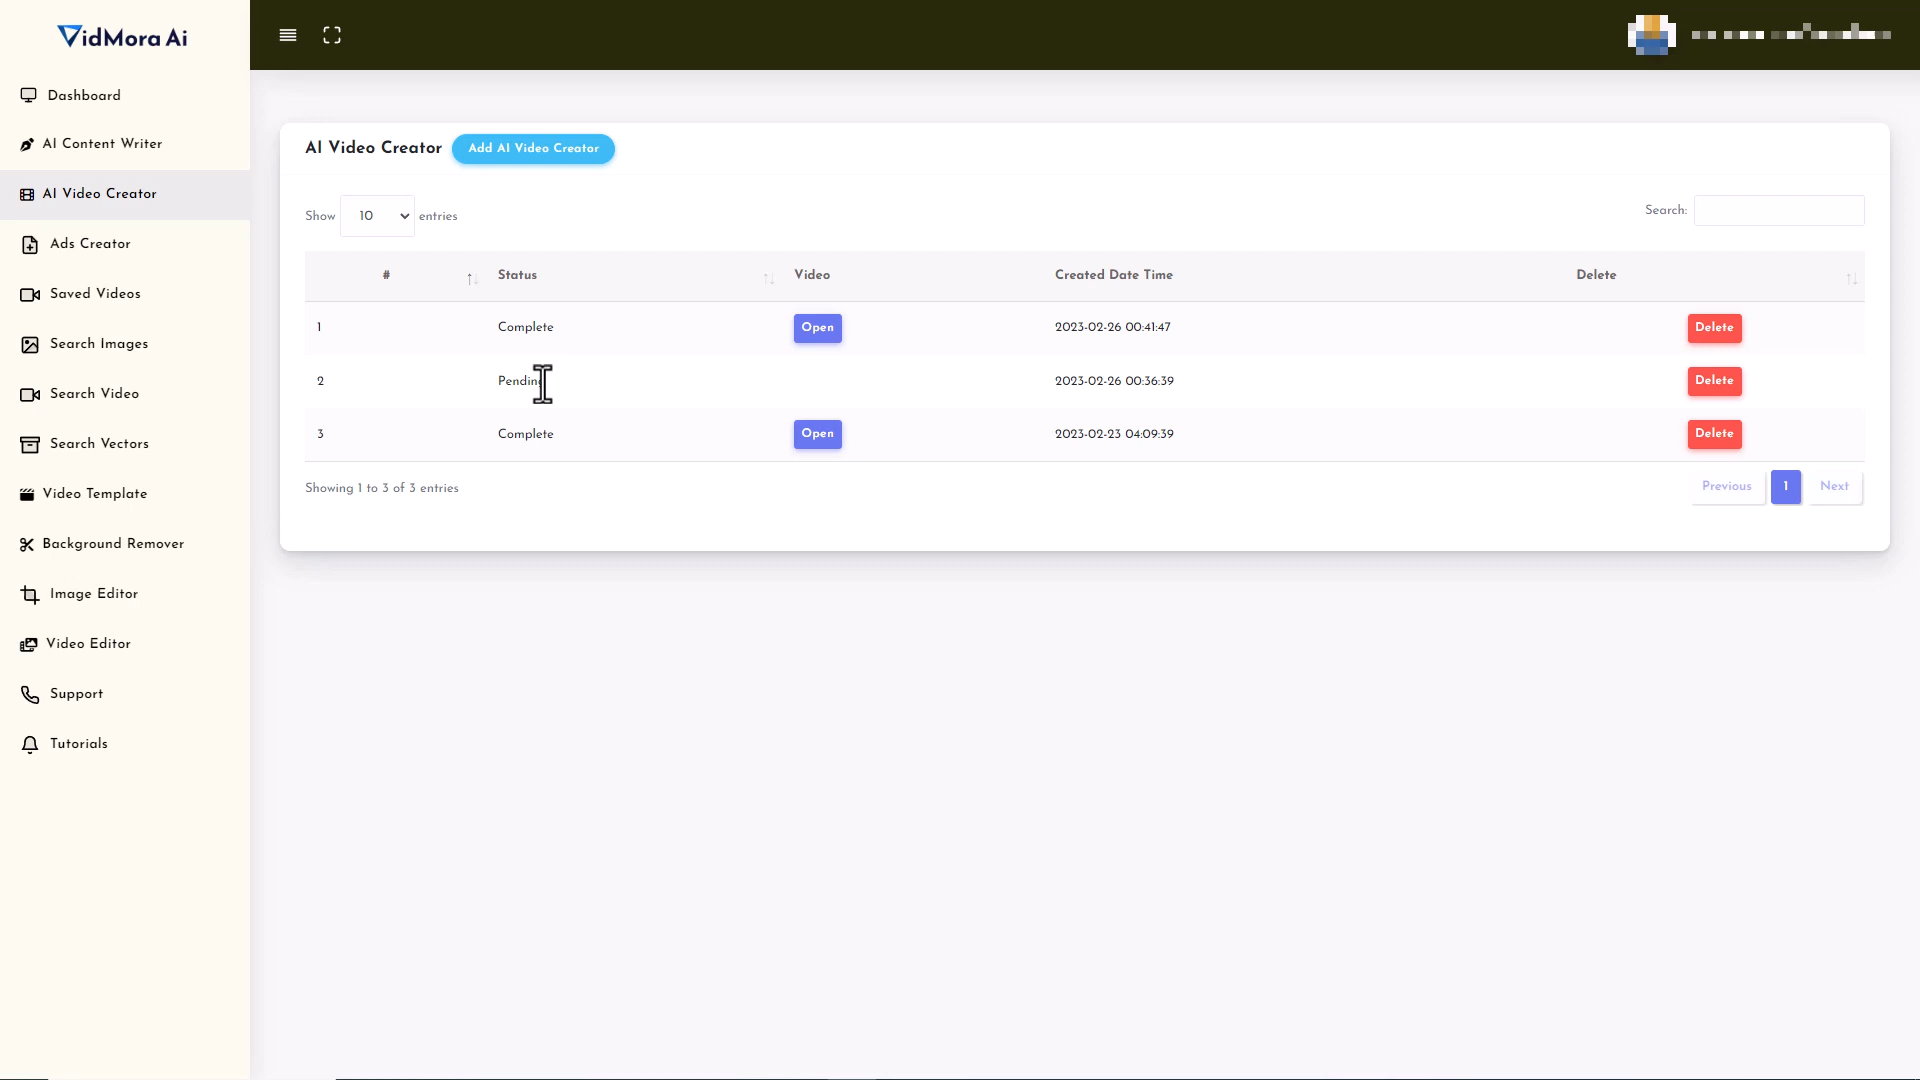 VidMora Ai
Dashboard
AI Content Writer
AI Video Creator
Ads Creator
Saved Videos
Search Images
Search Video
Search Vectors
Video Template
Background Remover
Image Editor
Video Editor
Support
Tutorials
AI Video Creator Add AI Video Creator
Show 10 entries Search:
# Status Video Created Date Time Delete
1 Complete Open 2023-02-26 00:41:47 Delete
2 Pending 2023-02-26 00:36:39 Delete
3 Complete Open 2023-02-23 04:09:39 Delete
Showing 1 to 3 of 3 entries Previous 1 Next